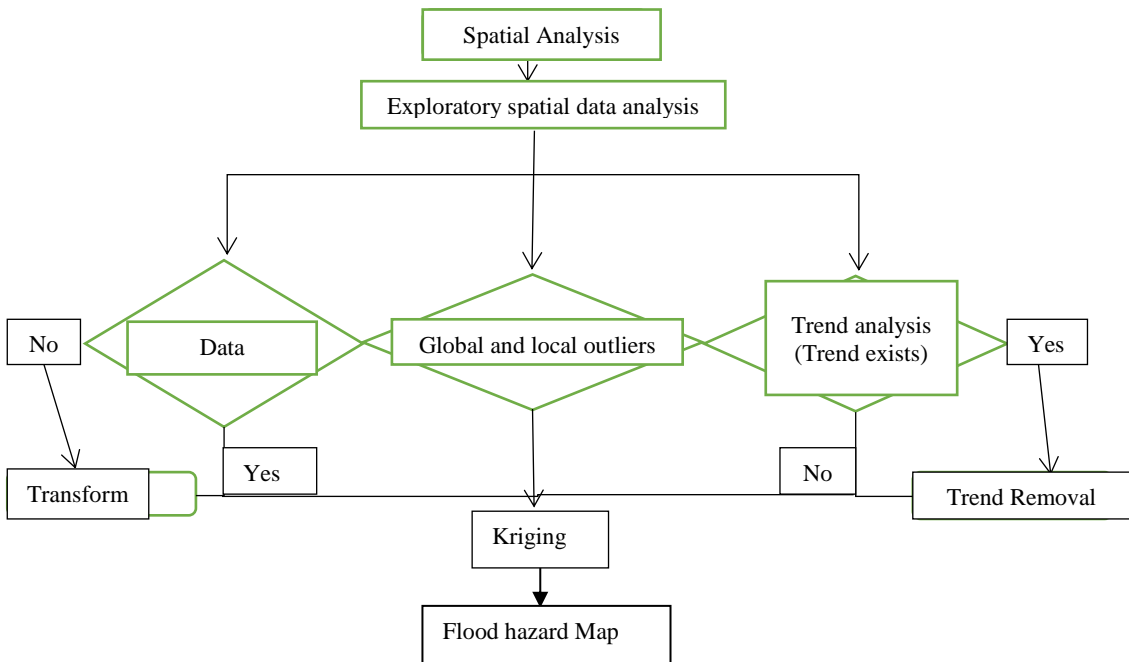 Spatial Analysis
Exploratory spatial data analysis
No
Data
Global and local outliers
Trend analysis
(Trend exists)
Yes
Transform
Yes
No
Trend Removal
Kriging
Flood hazard Map